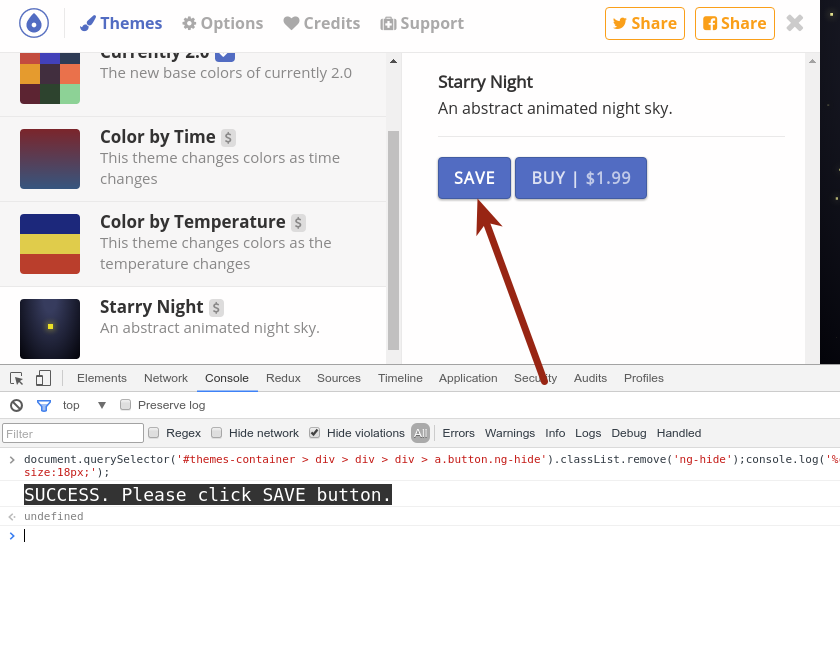 Themes Options Credits Support Share Share
Currently 2.0
The new base colors of currently 2.0
Color by Time $
This theme changes colors as time
changes
Color by Temperature $
This theme changes colors as the
temperature changes
Starry Night $
An abstract animated night sky.
Starry Night
An abstract animated night sky.
SAVE BUY | $1.99
Elements Network Console Redux Sources Timeline Application Security Audits Profiles
top Preserve log
Filter Regex Hide network Hide violations All Errors Warnings Info Logs Debug Handled
document.querySelector('#themes-container > div > div > div > a.button.ng-hide').classList.remove('ng-hide');console.log('%
size:18px;');
SUCCESS. Please click SAVE button.
undefined